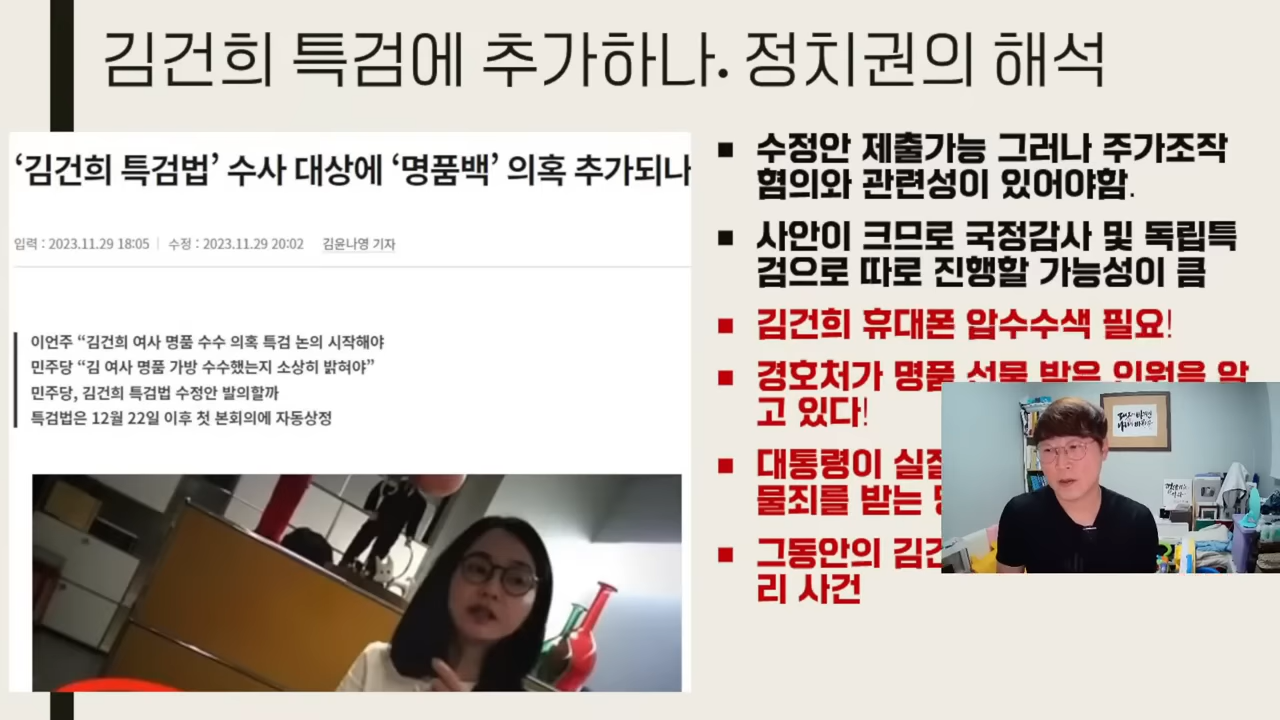 김건희 특검에 추가하나. 정치권의 해석
‘김건희 특검법’ 수사 대상에 ‘명품백’ 의혹 추가되나
입력 : 2023.11.29 18:05 수정 : 2023.11.29 20:02 김윤나영 기자
이언주 “김건희 여사 명품 수수 의혹 특검 논의 시작해야
민주당 “김 여사 명품 가방 수수했는지 소상히 밝혀야”
민주당, 김건희 특검법 수정안 발의할까
특검법은 12월 22일 이후 첫 본회의에 자동상정
수정안 제출가능 그러나 주가조작
혐의와 관련성이 있어야함.
사안이 크므로 국정감사 및 독립특
검으로 따로 진행할 가능성이 큼
김건희 휴대폰 압수수색 필요!
경호처가 명품 선물 받은 인원을 알
고 있다!
대통령이
물죄를 받는
그동안의
리 사건